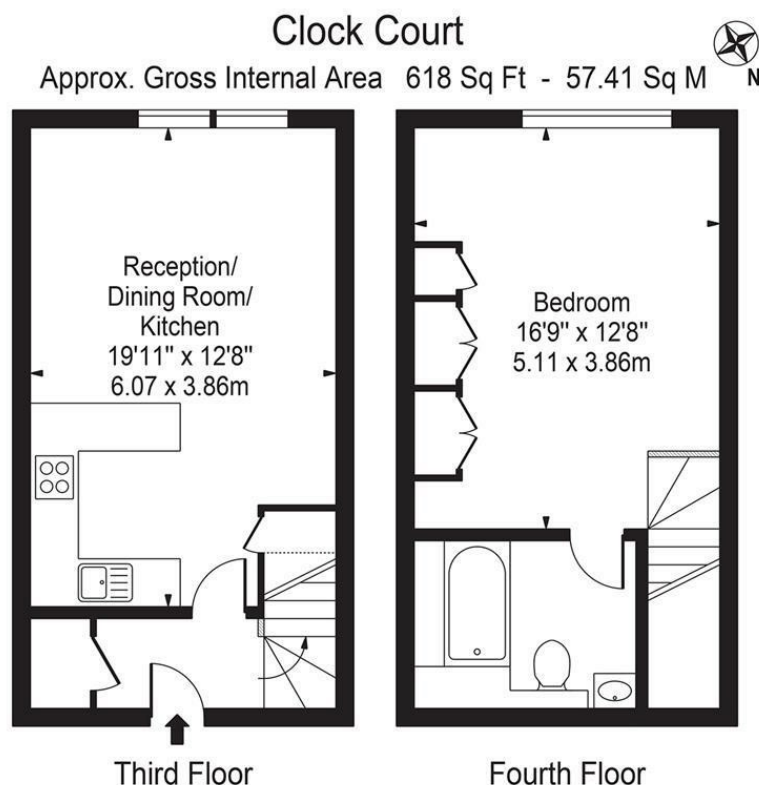 Clock Court
Approx. Gross Internal Area 618 Sq Ft - 57.41 Sq M
N
Reception/
Dining Room/
Kitchen
19'11" x 12'8"
6.07 x 3.86m
Bedroom
16'9" x 12'8"
5.11 x 3.86m
Third Floor
Fourth Floor